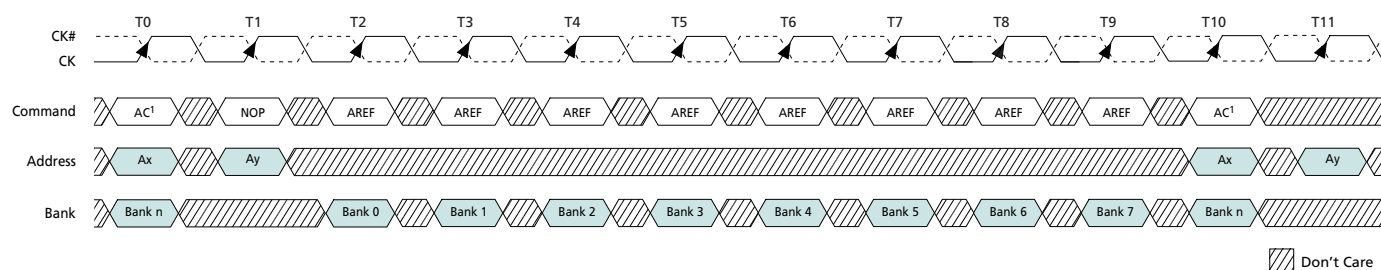 T0 T1 T2 T3 T4 T5 T6 T7 T8 T9 T10 T11
CK#
CK
Command AC¹ NOP AREF AREF AREF AREF AREF AREF AREF AREF AC¹
Address Ax Ay Ax Ay
Bank Bank n Bank 0 Bank 1 Bank 2 Bank 3 Bank 4 Bank 5 Bank 6 Bank 7 Bank n
Don't Care